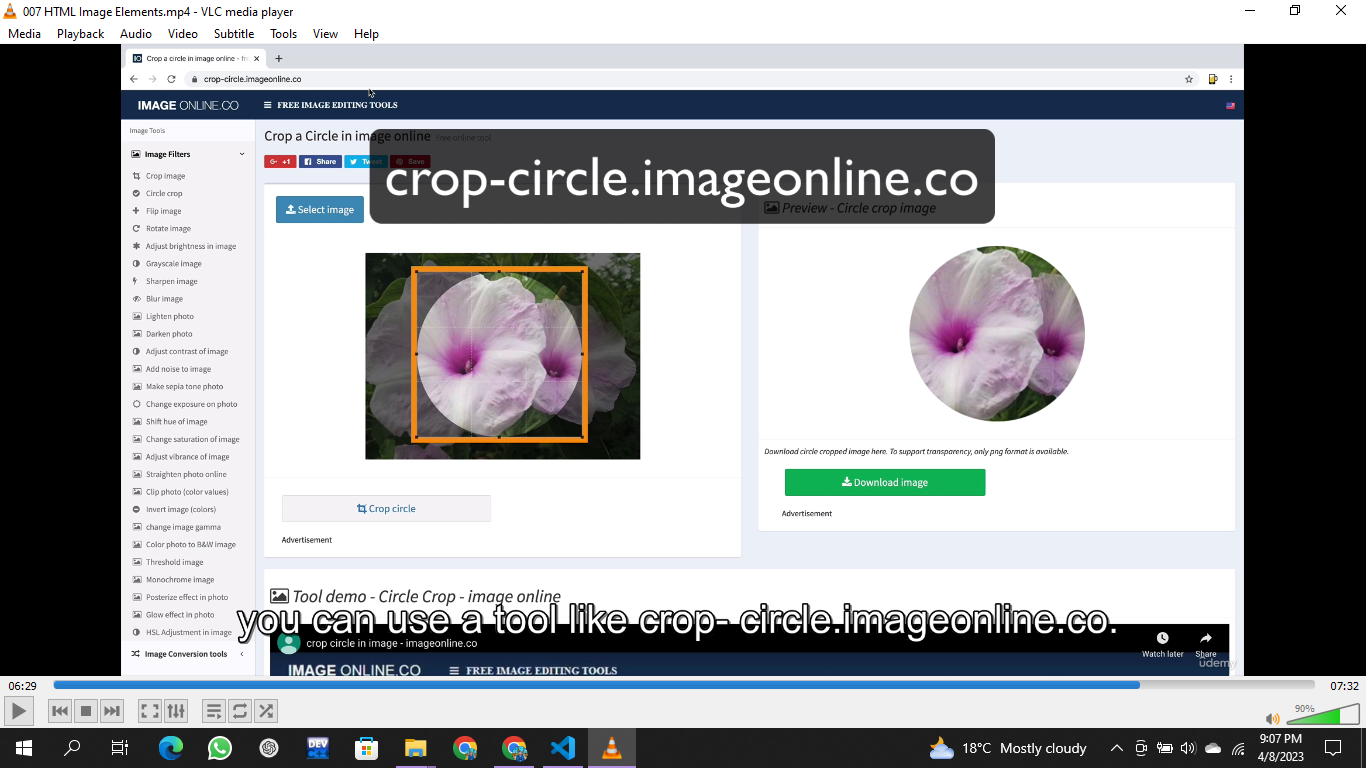 007 HTML Image Elements.mp4 - VLC media player
Media Playback Audio Video Subtitle Tools View Help
Crop a circle in image online - fre
crop-circle.imageonline.co
IMAGE ONLINE.CO
FREE IMAGE EDITING TOOLS
Image Tools
Image Filters
Crop image
Circle crop
Flip image
Rotate image
Adjust brightness in image
Grayscale image
Sharpen image
Blur image
Lighten photo
Darken photo
Adjust contrast of image
Add noise to image
Make sepia tone photo
Change exposure on photo
Shift hue of image
Change saturation of image
Adjust vibrance of image
Straighten photo online
Clip photo (color values)
Invert image (colors)
change image gamma
Color photo to B&W image
Threshold image
Monochrome image
Posterize effect in photo
Glow effect in photo
HSL Adjustment in image
Image Conversion tools
Crop a Circle in image online Free online tool
G+ +1 Share Tweet Save
crop-circle.imageonline.co
Select image
Crop circle
Advertisement
Preview - Circle crop image
Download circle cropped image here. To support transparency, only png format is available.
Download image
Advertisement
Tool demo - Circle Crop - image online
you can use a tool like crop- circle.imageonline.co.
crop circle in image - imageonline.co
Watch later
Share
IMAGE ONLINE.CO
FREE IMAGE EDITING TOOLS
udemy
06:29
07:32
90%
DEV
18°C Mostly cloudy
9:07 PM
4/8/2023